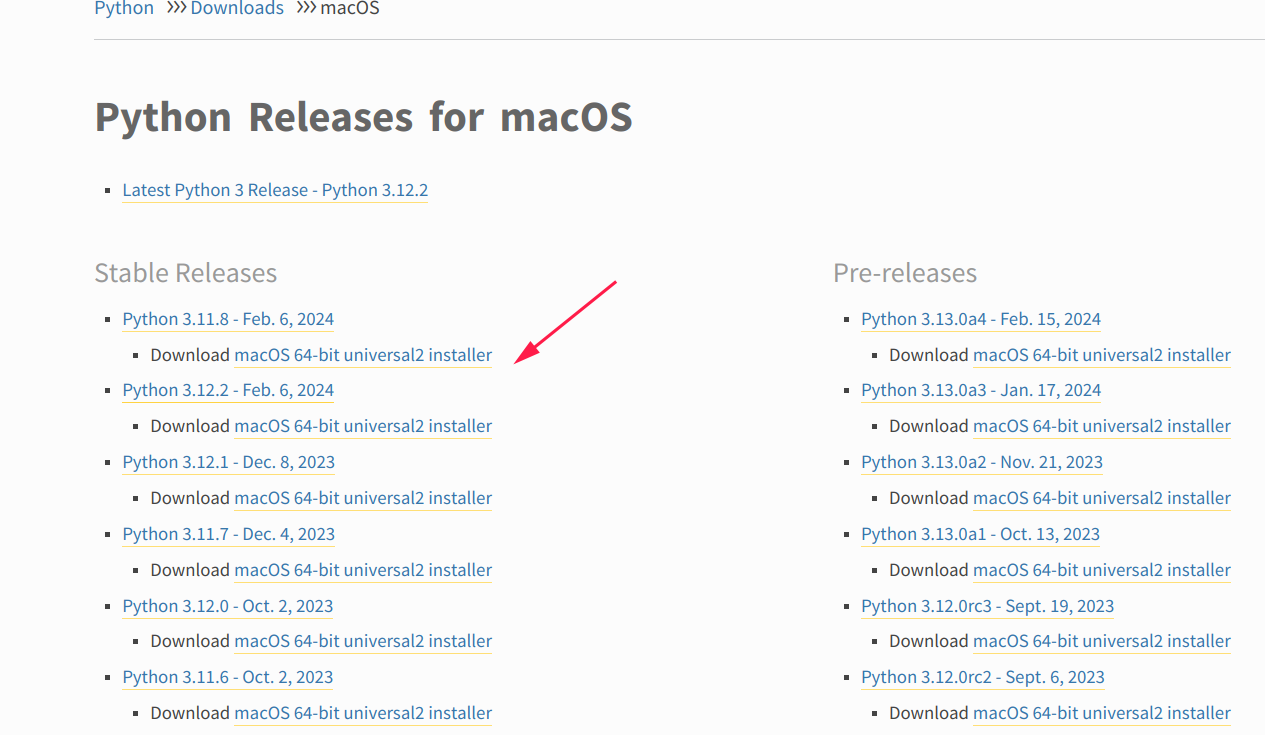 Python >>> Downloads >>> macOS
Python Releases for macOS
Latest Python 3 Release - Python 3.12.2
Stable Releases
Python 3.11.8 - Feb. 6, 2024
Download macOS 64-bit universal2 installer
Python 3.12.2 - Feb. 6, 2024
Download macOS 64-bit universal2 installer
Python 3.12.1 - Dec. 8, 2023
Download macOS 64-bit universal2 installer
Python 3.11.7 - Dec. 4, 2023
Download macOS 64-bit universal2 installer
Python 3.12.0 - Oct. 2, 2023
Download macOS 64-bit universal2 installer
Python 3.11.6 - Oct. 2, 2023
Download macOS 64-bit universal2 installer
Pre-releases
Python 3.13.0a4 - Feb. 15, 2024
Download macOS 64-bit universal2 installer
Python 3.13.0a3 - Jan. 17, 2024
Download macOS 64-bit universal2 installer
Python 3.13.0a2 - Nov. 21, 2023
Download macOS 64-bit universal2 installer
Python 3.13.0a1 - Oct. 13, 2023
Download macOS 64-bit universal2 installer
Python 3.12.0rc3 - Sept. 19, 2023
Download macOS 64-bit universal2 installer
Python 3.12.0rc2 - Sept. 6, 2023
Download macOS 64-bit universal2 installer